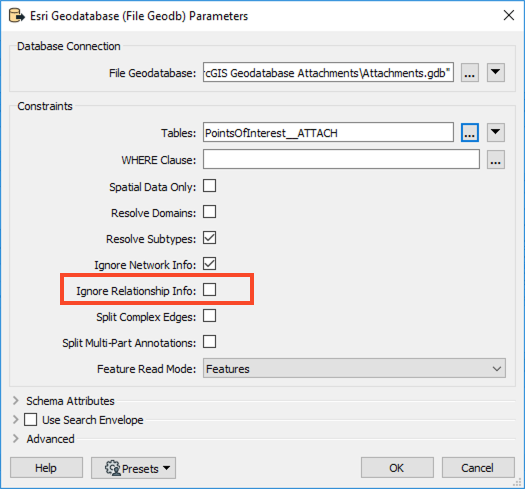 Esri Geodatabase (File Geodb) Parameters
Database Connection
File Geodatabase: rcGIS Geodatabase Attachments\Attachments.gdb" ...
Constraints
Tables: PointsOfInterest__ATTACH ...
WHERE Clause: ...
Spatial Data Only:
Resolve Domains:
Resolve Subtypes:
Ignore Network Info:
Ignore Relationship Info:
Split Complex Edges:
Split Multi-Part Annotations:
Feature Read Mode: Features
Schema Attributes
Use Search Envelope
Advanced
Help Presets OK Cancel